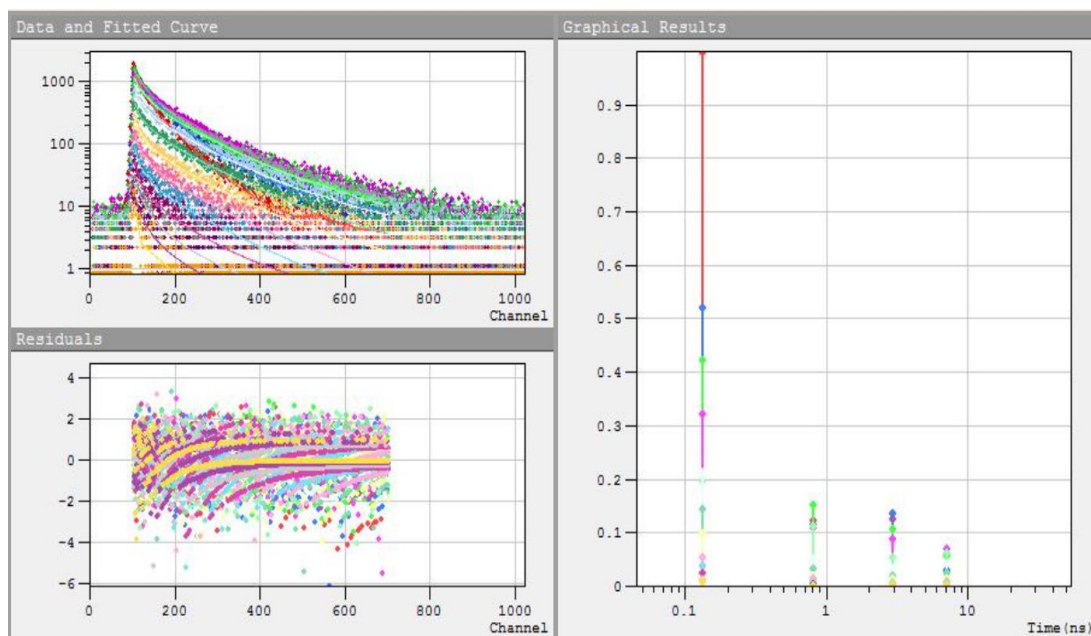 Data and Fitted Curve
1000
100
10
1
0 200 400 600 800 1000
Channel
Residuals
4
2
0
-2
-4
-6
0 200 400 600 800 1000
Channel
Graphical Results
0.9
0.8
0.7
0.6
0.5
0.4
0.3
0.2
0.1
0
0.1 1 10
Time(ns)